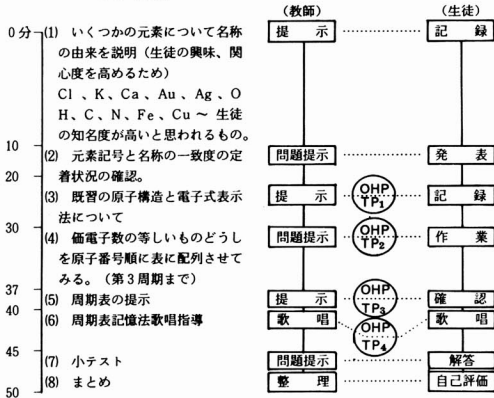 (教師) (生徒)
0分 (1) いくつかの元素について名称 提示 記録
の由来を説明(生徒の興味、関
心度を高めるため)
Cl、K、Ca、Au、Ag、O
H、C、N、Fe、Cu~生徒
の知名度が高いと思われるもの。
10 (2) 元素記号と名称の一致度の定 問題提示 発表
着状況の確認。
20 (3) 既習の原子構造と電子式表示 提示 OHP TP1 記録
法について
30 (4) 価電子数の等しいものどうし 問題提示 OHP TP2 作業
を原子番号順に表に配列させて
みる。(第3周期まで)
37 (5) 周期表の提示 提示 OHP TP3 確認
40 (6) 周期表記憶法歌唱指導 歌唱 OHP TP4 歌唱
45 (7) 小テスト 問題提示 解答
(8) まとめ 整理 自己評価
50